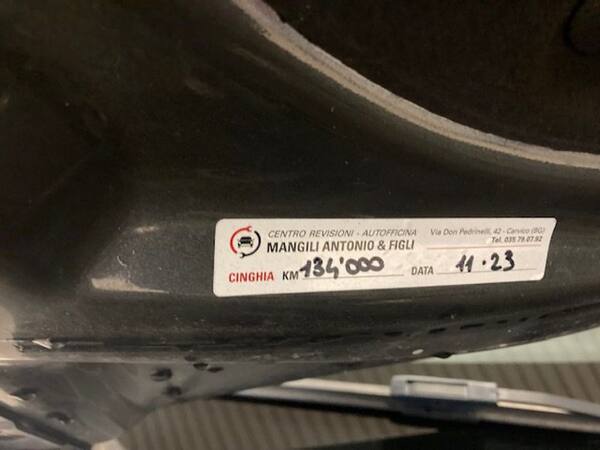 CENTRO REVISIONI - AUTOFFICINA
MANGILI ANTONIO & FIGLI
Via Don Pedrinelli, 42 - Carvico (BG)
Tel. 035.79.07.92
CINGHIA KM 134'000 DATA 11.23